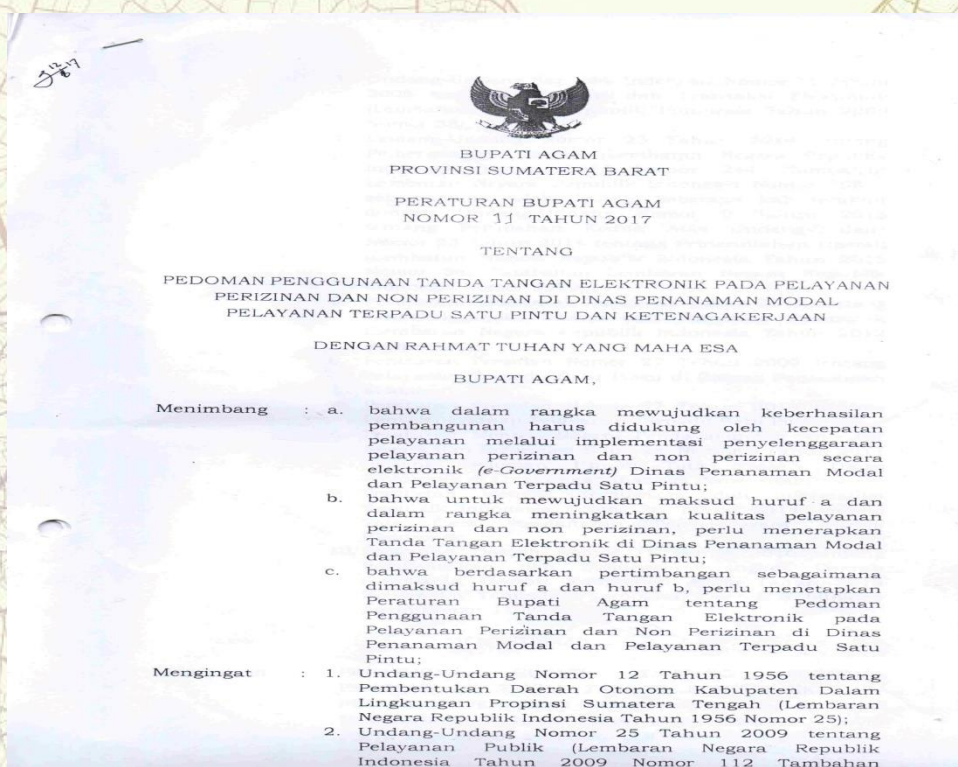 BUPATI AGAM
PROVINSI SUMATERA BARAT
PERATURAN BUPATI AGAM
NOMOR 11 TAHUN 2017
TENTANG
PEDOMAN PENGGUNAAN TANDA TANGAN ELEKTRONIK PADA PELAYANAN
PERIZINAN DAN NON PERIZINAN DI DINAS PENANAMAN MODAL
PELAYANAN TERPADU SATU PINTU DAN KETENAGAKERJAAN
DENGAN RAHMAT TUHAN YANG MAHA ESA
BUPATI AGAM,
Menimbang : a. bahwa dalam rangka mewujudkan keberhasilan
pembangunan harus didukung oleh kecepatan
pelayanan melalui implementasi penyelenggaraan
pelayanan perizinan dan non perizinan secara
elektronik (e-Government) Dinas Penanaman Modal
dan Pelayanan Terpadu Satu Pintu;
b. bahwa untuk mewujudkan maksud huruf a dan
dalam rangka meningkatkan kualitas pelayanan
perizinan dan non perizinan, perlu menerapkan
Tanda Tangan Elektronik di Dinas Penanaman Modal
dan Pelayanan Terpadu Satu Pintu;
c. bahwa berdasarkan pertimbangan sebagaimana
dimaksud huruf a dan huruf b, perlu menetapkan
Peraturan Bupati Agam tentang Pedoman
Penggunaan Tanda Tangan Elektronik pada
Pelayanan Perizinan dan Non Perizinan di Dinas
Penanaman Modal dan Pelayanan Terpadu Satu
Pintu;
Mengingat : 1. Undang-Undang Nomor 12 Tahun 1956 tentang
Pembentukan Daerah Otonom Kabupaten Dalam
Lingkungan Propinsi Sumatera Tengah (Lembaran
Negara Republik Indonesia Tahun 1956 Nomor 25);
2. Undang-Undang Nomor 25 Tahun 2009 tentang
Pelayanan Publik (Lembaran Negara Republik
Indonesia Tahun 2009 Nomor 112 Tambahan